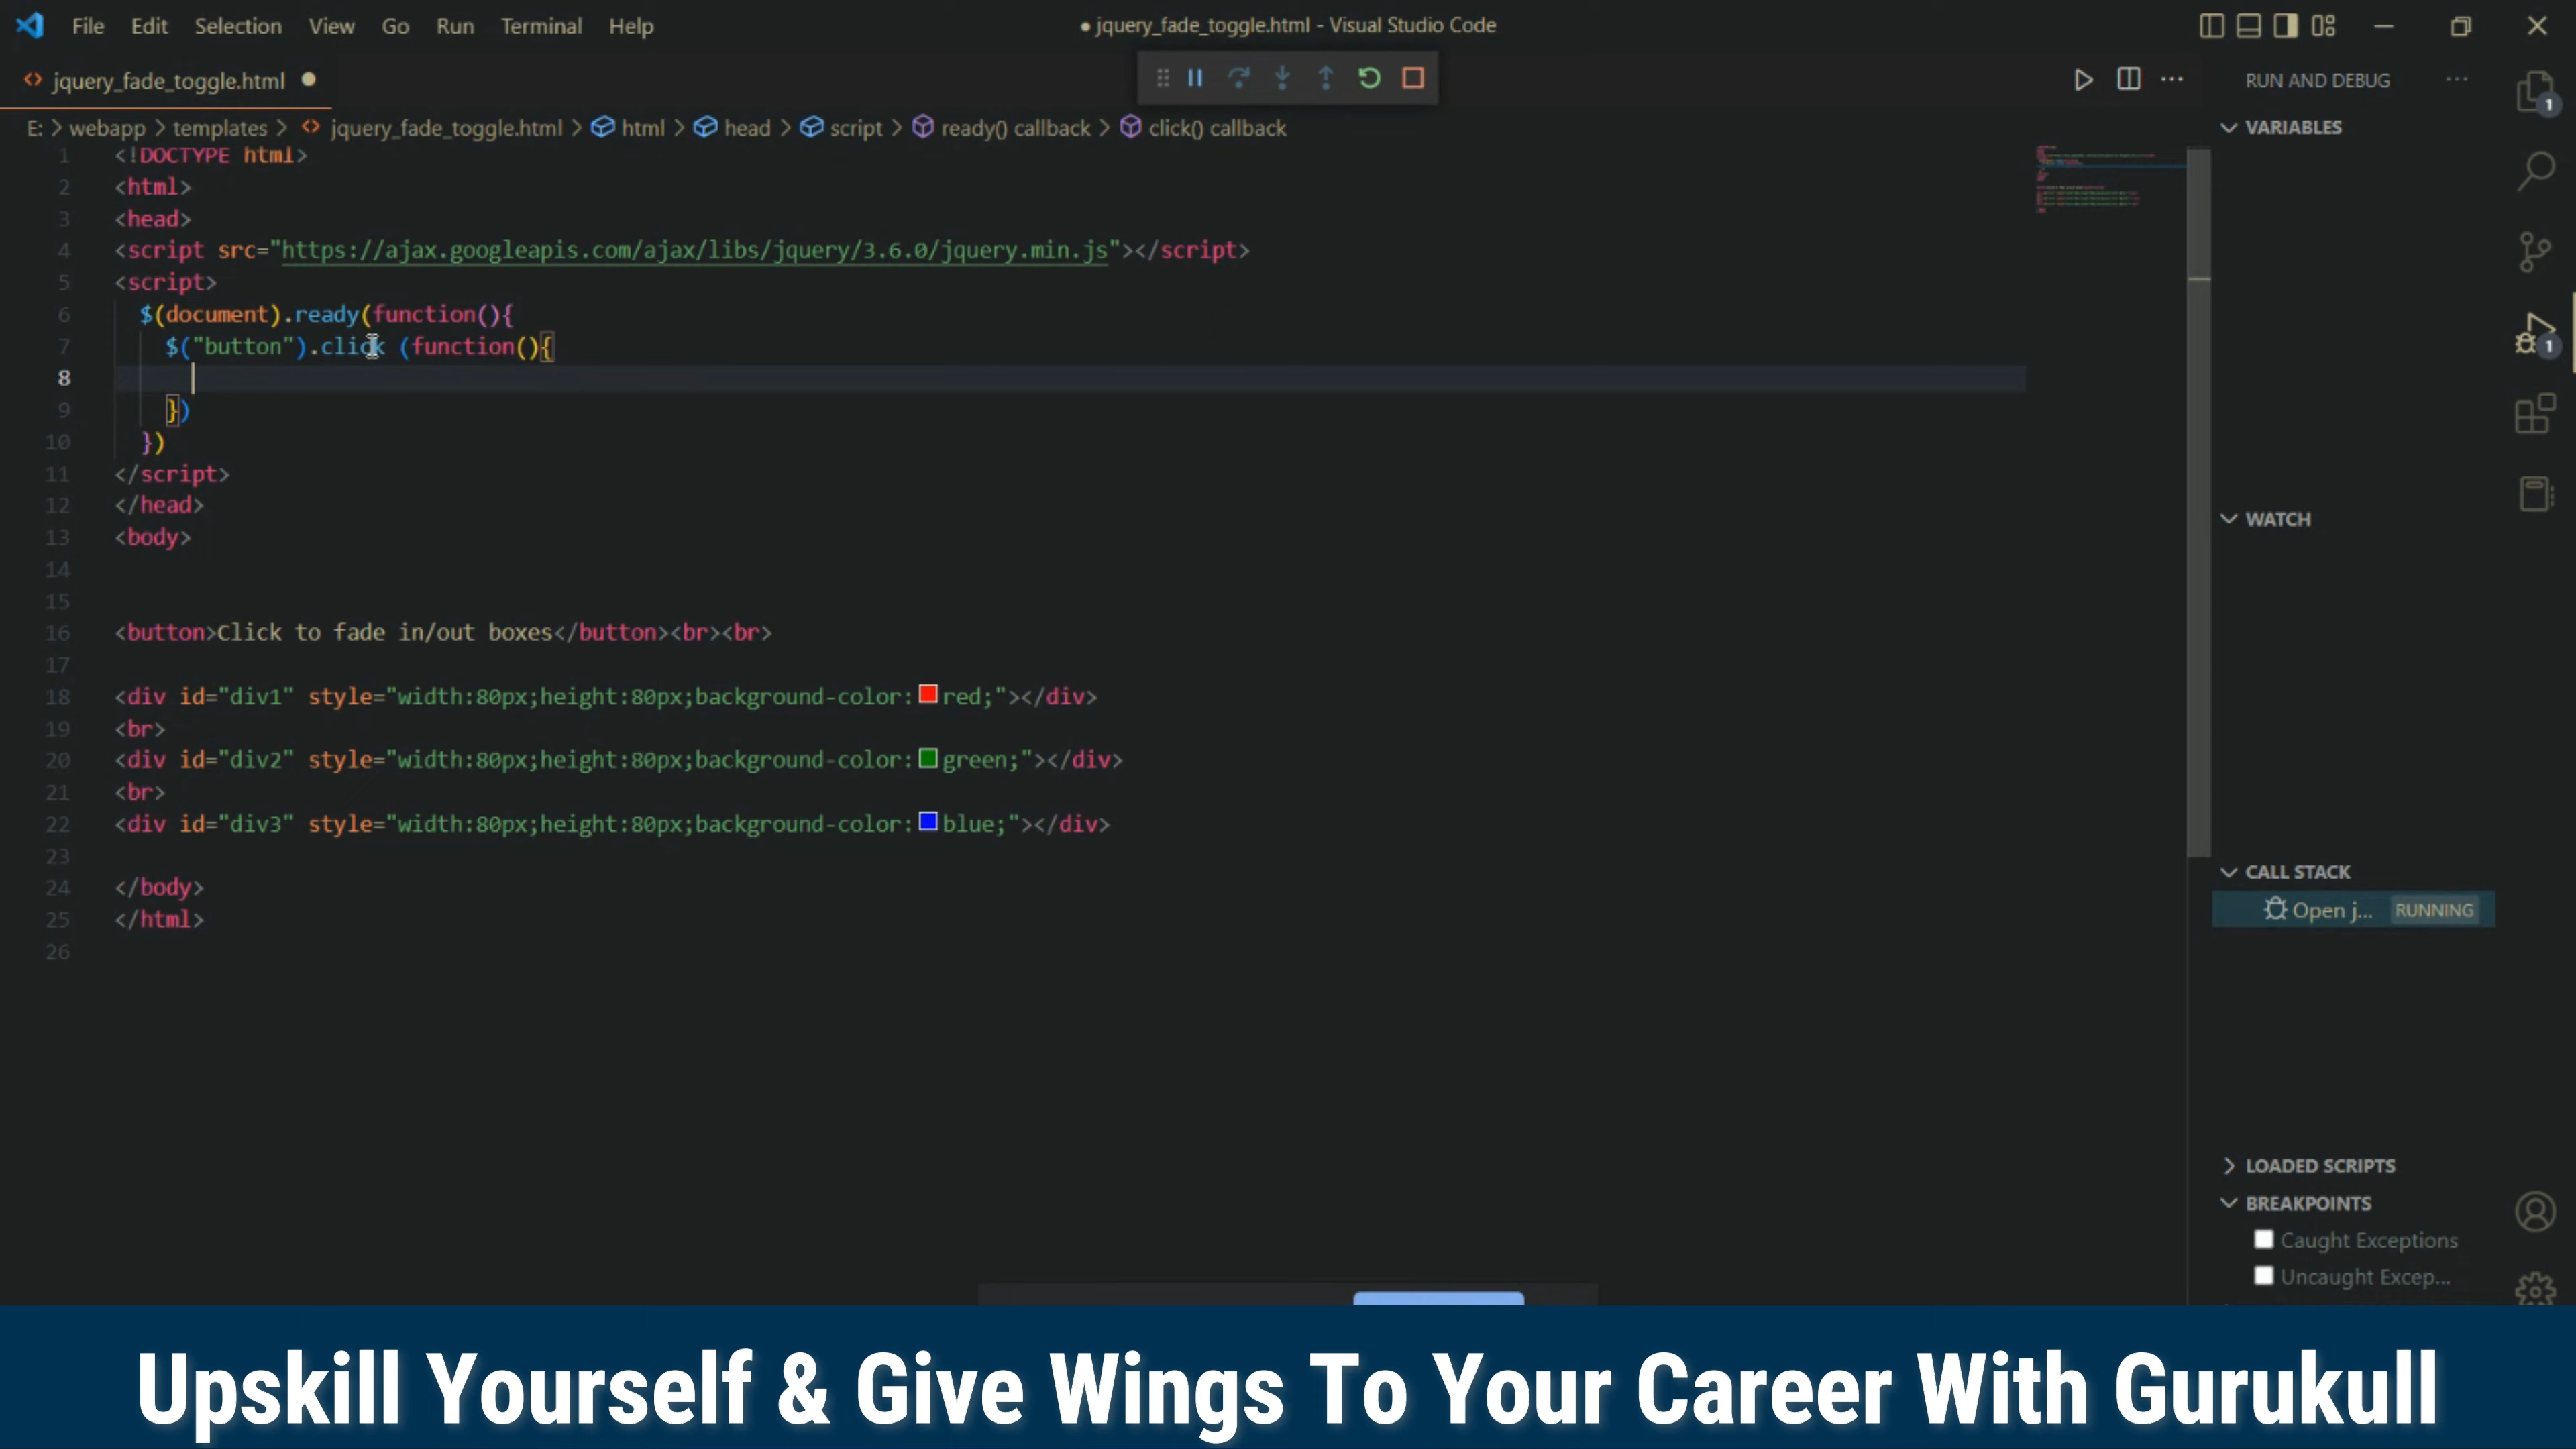 File Edit Selection View Go Run Terminal Help
● jquery_fade_toggle.html - Visual Studio Code
jquery_fade_toggle.html
RUN AND DEBUG
E: > webapp > templates > jquery_fade_toggle.html > html > head > script > ready() callback > click() callback
VARIABLES
1 <!DOCTYPE html>
2 <html>
3 <head>
4 <script src="https://ajax.googleapis.com/ajax/libs/jquery/3.6.0/jquery.min.js"></script>
5 <script>
6 $(document).ready(function(){
7 $("button").click (function(){
8
9 })
10 })
11 </script>
12 </head>
13 <body>
14
15
16 <button>Click to fade in/out boxes</button><br><br>
17
18 <div id="div1" style="width:80px;height:80px;background-color:red;"></div>
19 <br>
20 <div id="div2" style="width:80px;height:80px;background-color:green;"></div>
21 <br>
22 <div id="div3" style="width:80px;height:80px;background-color:blue;"></div>
23
24 </body>
25 </html>
26
WATCH
CALL STACK
Open j... RUNNING
LOADED SCRIPTS
BREAKPOINTS
Caught Exceptions
Uncaught Excep...
1
1
Upskill Yourself & Give Wings To Your Career With Gurukull